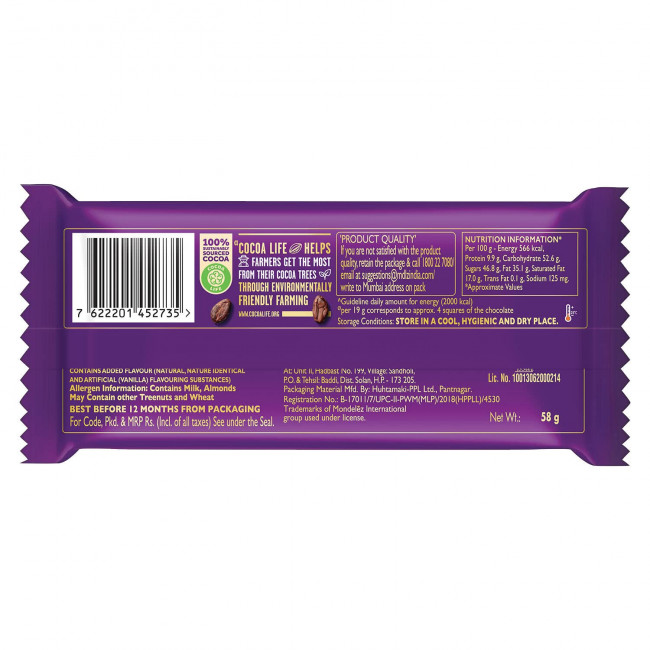 7 622201 452735
100%
SUSTAINABLY
SOURCED
COCOA
COCOA
LIFE
"COCOA LIFE HELPS
FARMERS GET THE MOST
FROM THEIR COCOA TREES
THROUGH ENVIRONMENTALLY
FRIENDLY FARMING
WWW.COCOALIFE.ORG
'PRODUCT QUALITY'
If you are not satisfied with the product
quality, retain the package & call 1800 22 7080/
email at suggestions@mdlzindia.com/
write to Mumbai address on pack
NUTRITION INFORMATION*
Per 100 g - Energy 566 kcal,
Protein 9.9 g, Carbohydrate 52.6 g,
Sugars 46.8 g, Fat 35.1 g, Saturated Fat
17.0 g, Trans Fat 0.1 g, Sodium 125 mg.
*Approximate Values
*Guideline daily amount for energy (2000 kcal)
*per 19 g corresponds to approx. 4 squares of the chocolate
Storage Conditions: STORE IN A COOL, HYGIENIC AND DRY PLACE.
CONTAINS ADDED FLAVOUR (NATURAL, NATURE IDENTICAL
AND ARTIFICIAL (VANILLA) FLAVOURING SUBSTANCES)
Allergen Information: Contains Milk, Almonds
May Contain other Treenuts and Wheat
BEST BEFORE 12 MONTHS FROM PACKAGING
For Code, Pkd. & MRP Rs. (Incl. of all taxes) See under the Seal.
AE Unit II, Hadbast No. 199, Village: Sandholi,
P.O. & Tehsil: Baddi, Dist. Solan, H.P. - 173 205.
Packaging Material Mfg. By: Huhtamaki-PPL Ltd., Pantnagar.
Registration No.: B-17011/7/UPC-II-PWM(MLP)/2018(HPPLL)/4530
Trademarks of Mondelēz International
group used under license.
Lic. No. 10013062000214
Net Wt.: 58 g